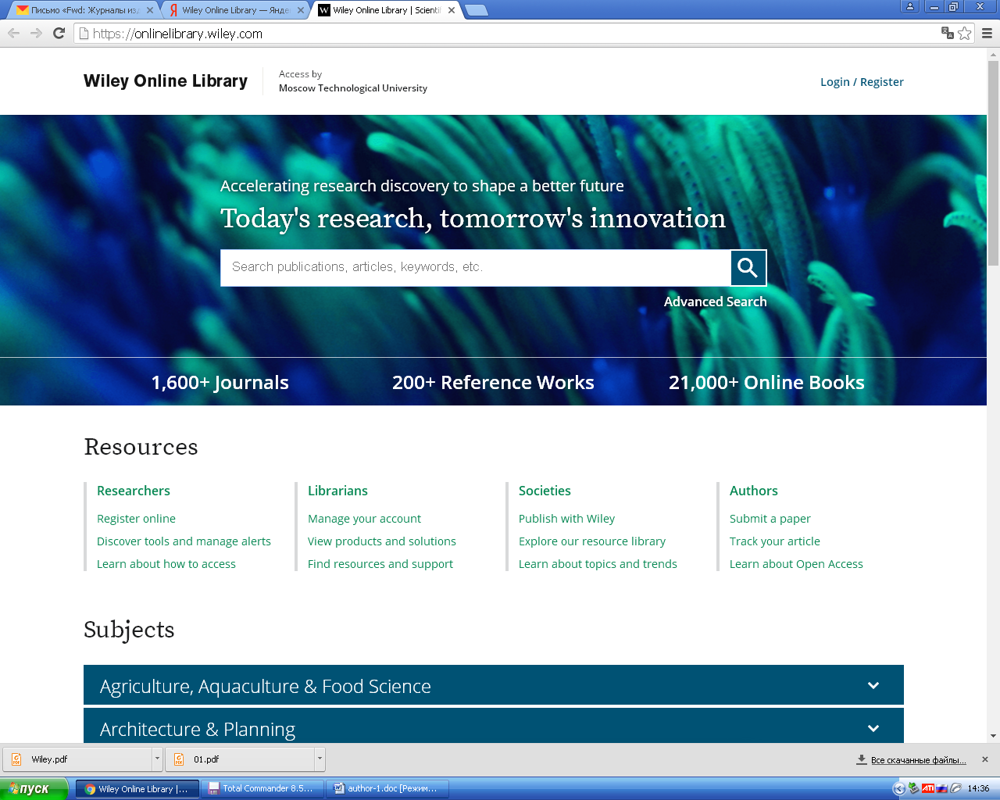 Письмо «Fwd: Журналы изд
Wiley Online Library — Янде
Wiley Online Library | Scientif
https://onlinelibrary.wiley.com
Wiley Online Library
Access by
Moscow Technological University
Login / Register
Accelerating research discovery to shape a better future
Today's research, tomorrow's innovation
Search publications, articles, keywords, etc.
Advanced Search
1,600+ Journals
200+ Reference Works
21,000+ Online Books
Resources
Researchers
Register online
Discover tools and manage alerts
Learn about how to access
Librarians
Manage your account
View products and solutions
Find resources and support
Societies
Publish with Wiley
Explore our resource library
Learn about topics and trends
Authors
Submit a paper
Track your article
Learn about Open Access
Subjects
Agriculture, Aquaculture & Food Science
Architecture & Planning
Wiley.pdf
01.pdf
Все скачанные файлы...
пуск
Wiley Online Library |...
Total Commander 8.5...
author-1.doc [Режим...
ATI
14:36